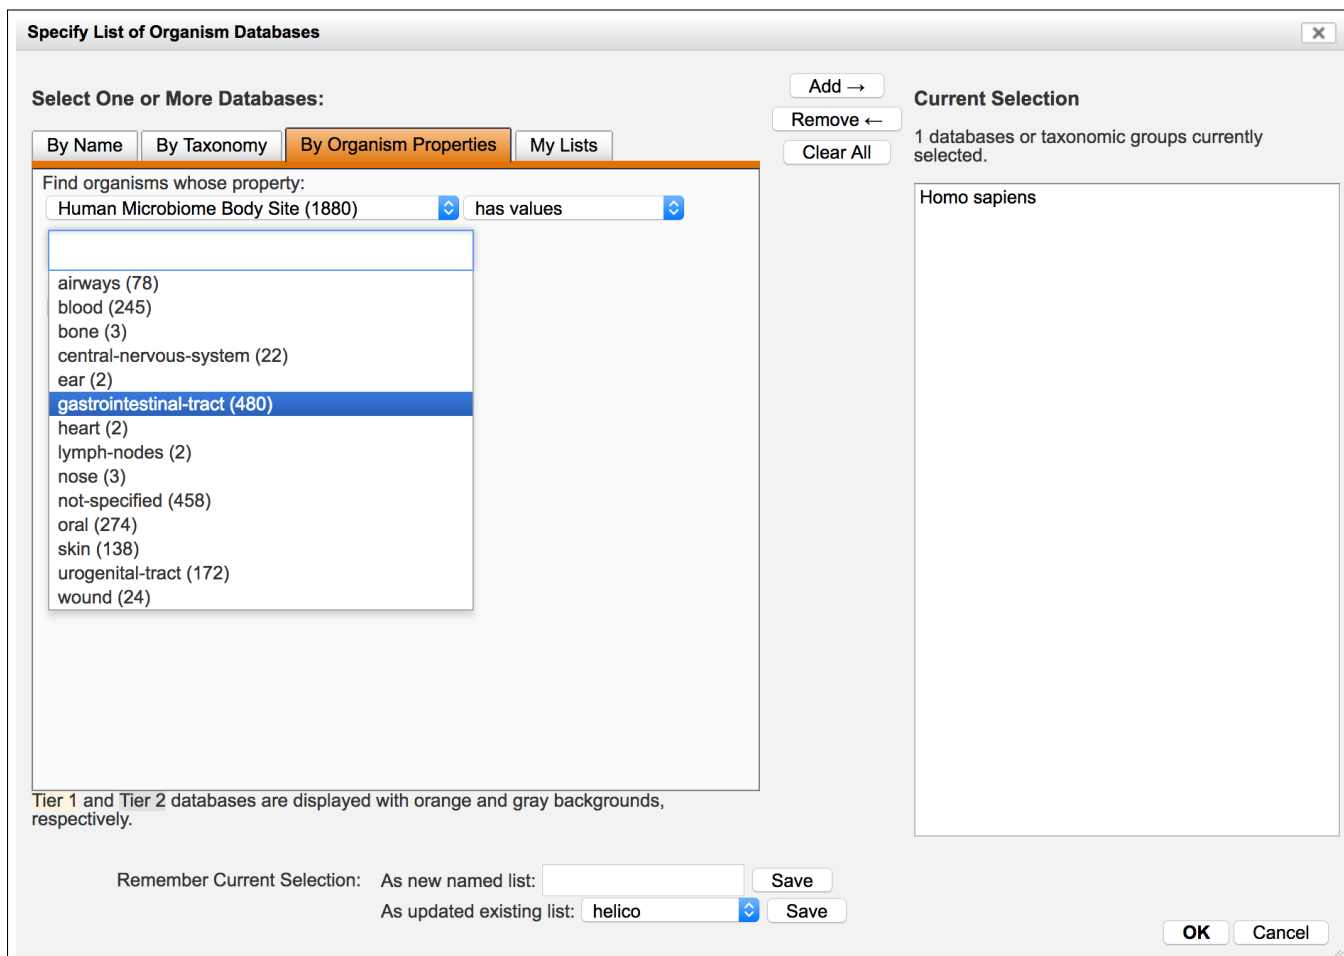 Specify List of Organism Databases
Select One or More Databases:
By Name
By Taxonomy
By Organism Properties
My Lists
Find organisms whose property:
Human Microbiome Body Site (1880)
has values
airways (78)
blood (245)
bone (3)
central-nervous-system (22)
ear (2)
gastrointestinal-tract (480)
heart (2)
lymph-nodes (2)
nose (3)
not-specified (458)
oral (274)
skin (138)
urogenital-tract (172)
wound (24)
Tier 1 and Tier 2 databases are displayed with orange and gray backgrounds,
respectively.
Add →
Remove ←
Clear All
Current Selection
1 databases or taxonomic groups currently
selected.
Homo sapiens
Remember Current Selection:
As new named list:
Save
As updated existing list:
helico
Save
OK
Cancel